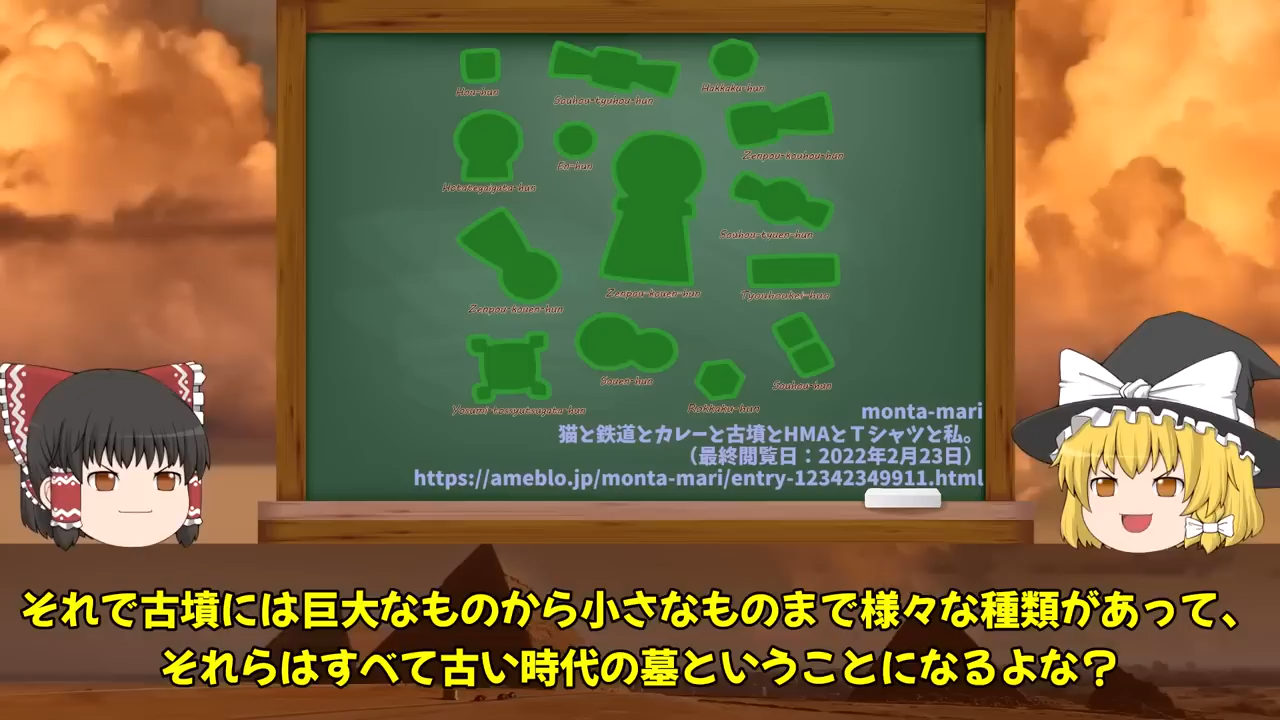 Hou-hun
Souhou-tyuhou-hun
Hakkaku-hun
Zenpou-kouhou-hun
Hotategaigata-hun
En-hun
Souhou-tyuen-hun
Zenpou-kouen-hun
Zenpou-kouen-hun
Tyouhoukei-hun
Yosumi-tossyutsugata-hun
Souen-hun
Rokkaku-hun
Souhou-hun
monta-mari
猫と鉄道とカレーと古墳とHMAとTシャツと私。
（最終閲覧日：2022年2月23日）
https://ameblo.jp/monta-mari/entry-12342349911.html
それで古墳には巨大なものから小さなものまで様々な種類があって、
それらはすべて古い時代の墓ということになるよな？